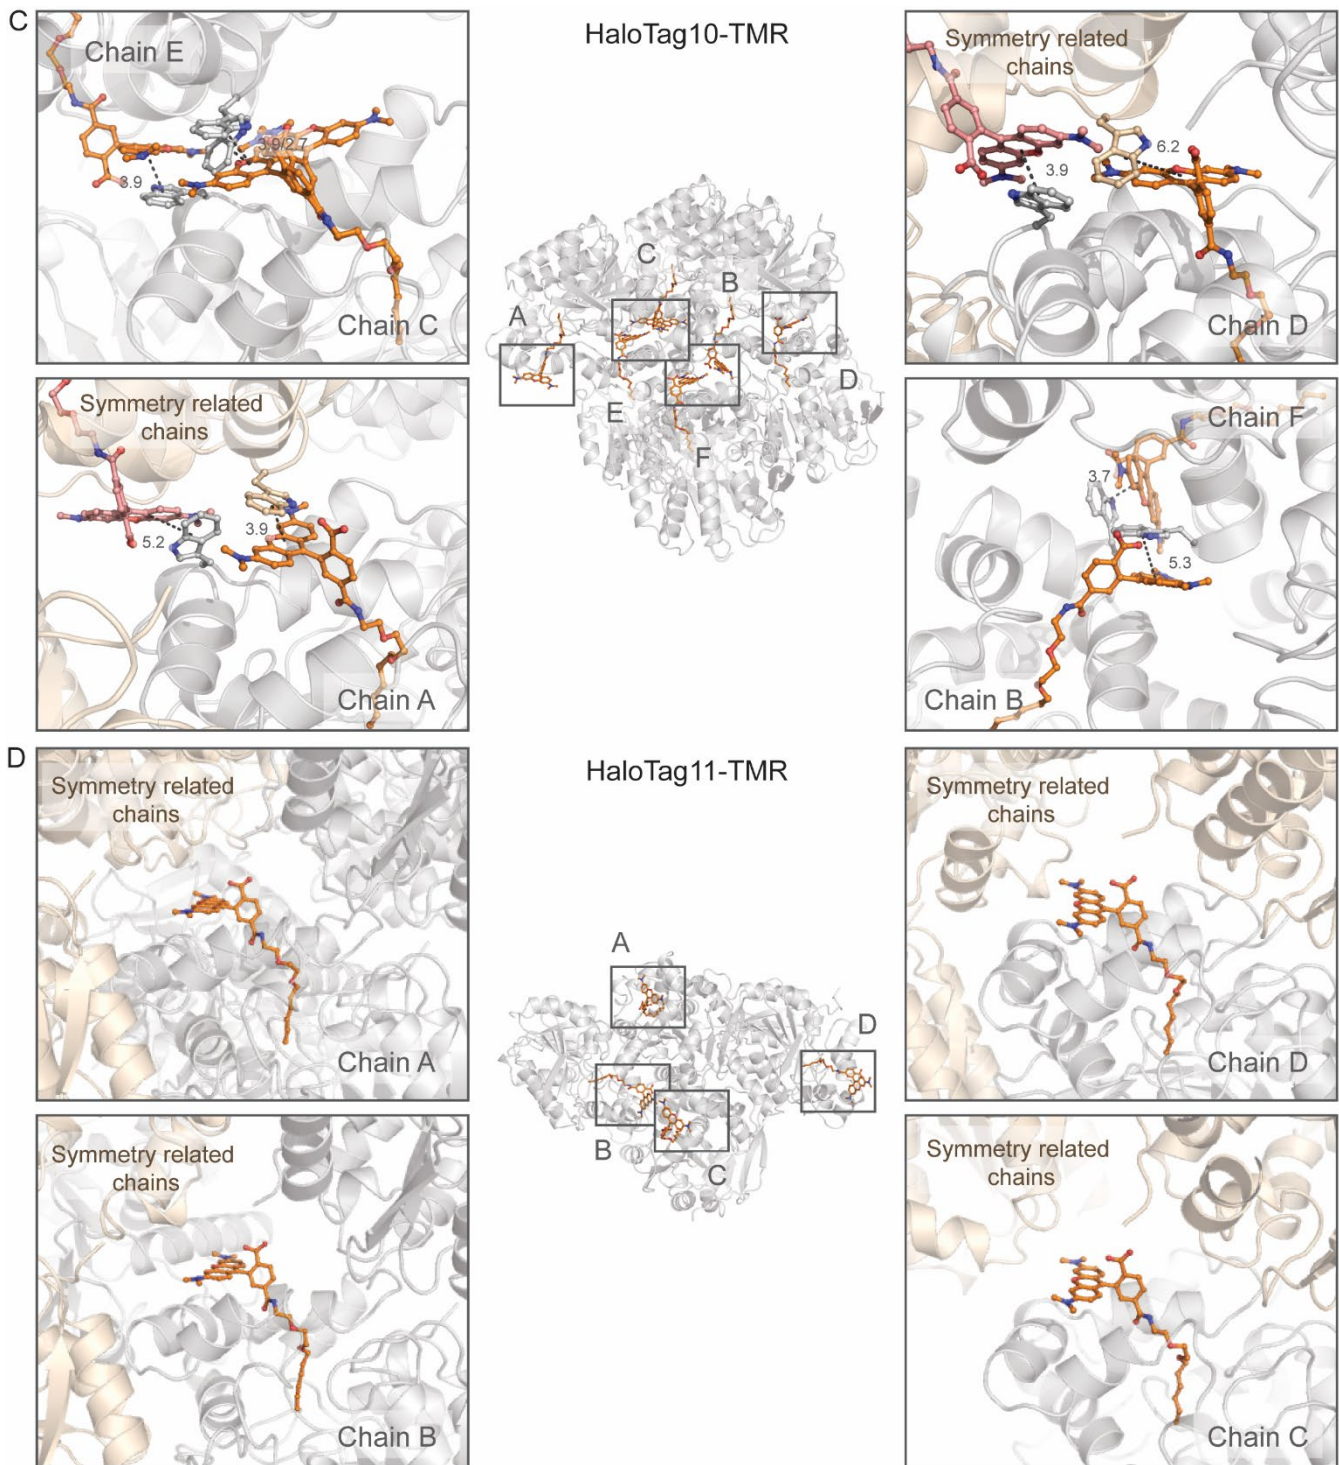 C
HaloTag10-TMR
Chain E
3.9/2.7
3.9
Chain C
Symmetry related
chains
6.2
3.9
Chain D
C
B
A
D
E
F
Symmetry related
chains
3.9
5.2
Chain A
Chain F
3.7
5.3
Chain B
D
HaloTag11-TMR
Symmetry related
chains
Chain A
Symmetry related
chains
Chain D
A
D
B
C
Symmetry related
chains
Chain B
Symmetry related
chains
Chain C